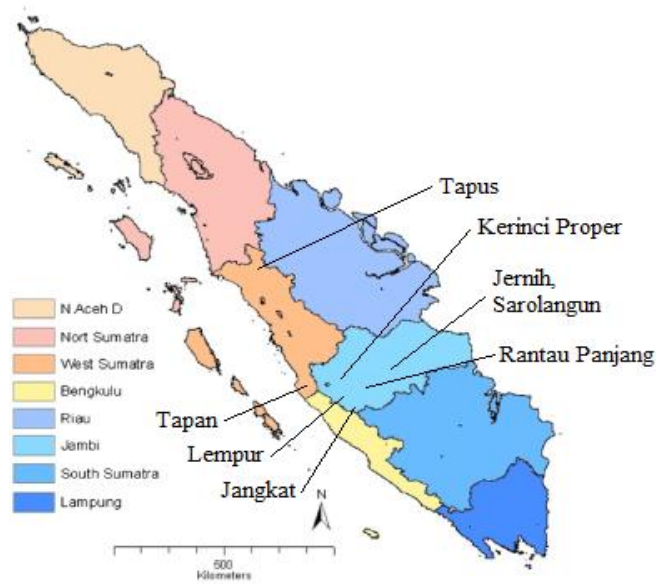 Tapus
Kerinci Proper
Jernih,
Sarolangun
Rantau Panjang
Tapan
Lempur
Jangkat
N Aceh D
Nort Sumatra
West Sumatra
Bengkulu
Riau
Jambi
South Sumatra
Lampung
N
500
Kilometers